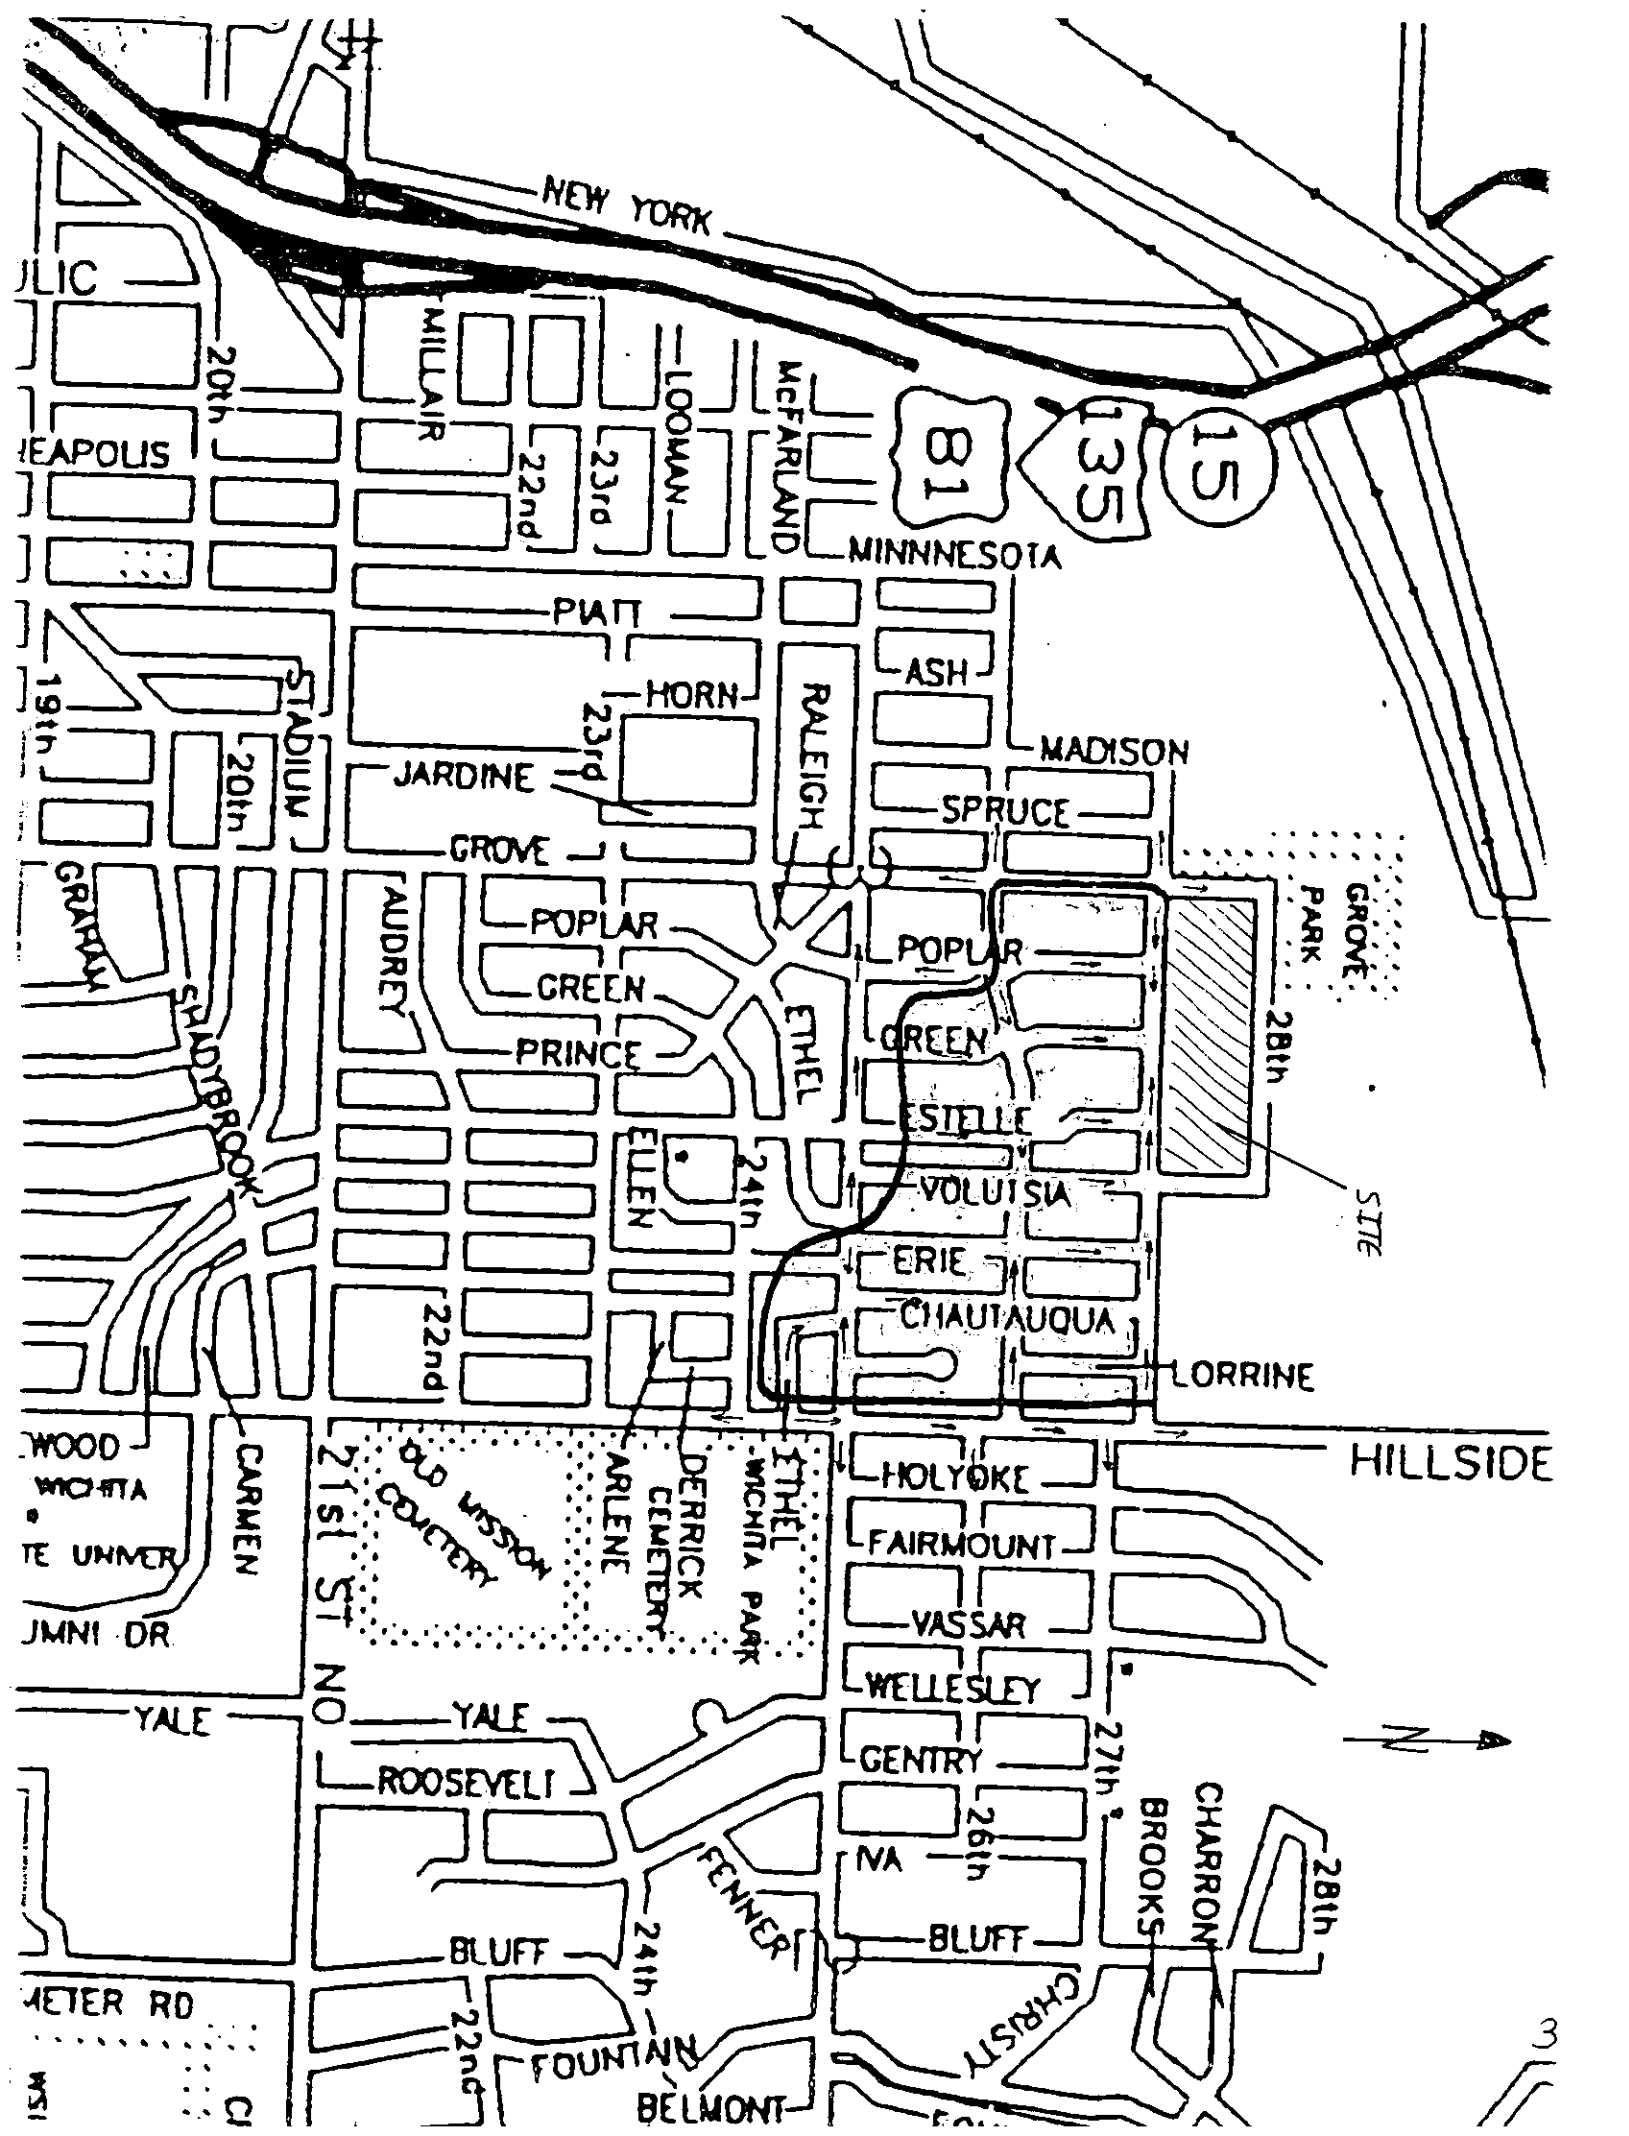 NEW YORK
20th
MILLAIR
LOOMAN
McFARLAND
81
135
15
22nd
23rd
MINNNESOTA
PIATT
ASH
19th
STADIUM
HORN
23rd
RALEIGH
20th
JARDINE
MADISON
SPRUCE
GROVE
GRAHAM
AUDREY
POPLAR
POPLAR
GROVE
PARK
SHADYBROOK
GREEN
ETHEL
GREEN
28th
PRINCE
ESTELLE
ELLEN
24th
VOLUTSIA
SITE
ERIE
22nd
CHAUTAUQUA
LORRINE
WOOD
WICHITA
CARMEN
21st ST NO
OLD MISSION
CEMETERY
ARLENE
DERRICK
CEMETERY
WICHITA PARK
ETHEL
HOLYOKE
HILLSIDE
FAIRMOUNT
TE UNIVER
UMNI DR
VASSAR
WELLESLEY
YALE
YALE
GENTRY
27th
ROOSEVELT
26th
BROOKS
CHARRON
28th
IVA
FENNER
24th
BLUFF
BLUFF
CHRISTY
METER RD
22nd
FOUNTAIN
BELMONT
3